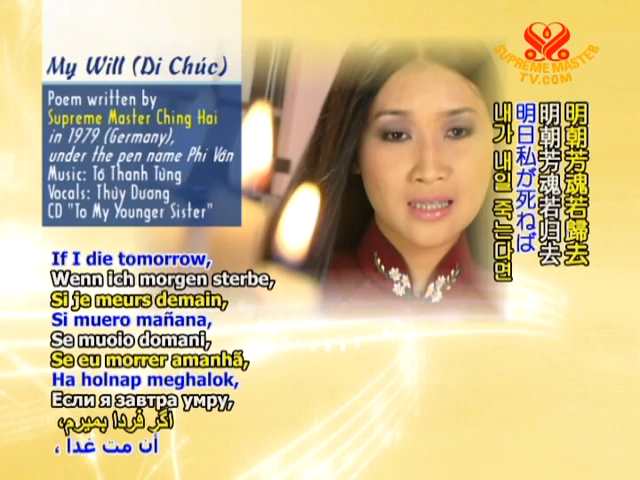 My Will (Di Chúc)
Poem written by
Supreme Master Ching Hai
in 1979 (Germany),
under the pen name Phi Vân
Music: Tô Thanh Tùng
Vocals: Thùy Dương
CD "To My Younger Sister"
SUPREME MASTER
TV.COM
明朝芳魂若歸去
明朝芳魂若归去
明日私が死ねば
내가 내일 죽는다면
If I die tomorrow,
Wenn ich morgen sterbe,
Si je meurs demain,
Si muero mañana,
Se muoio domani,
Se eu morrer amanhã,
Ha holnap meghalok,
Если я завтра умру,
اگر فردا بمیرم،
أن مت غدا ،